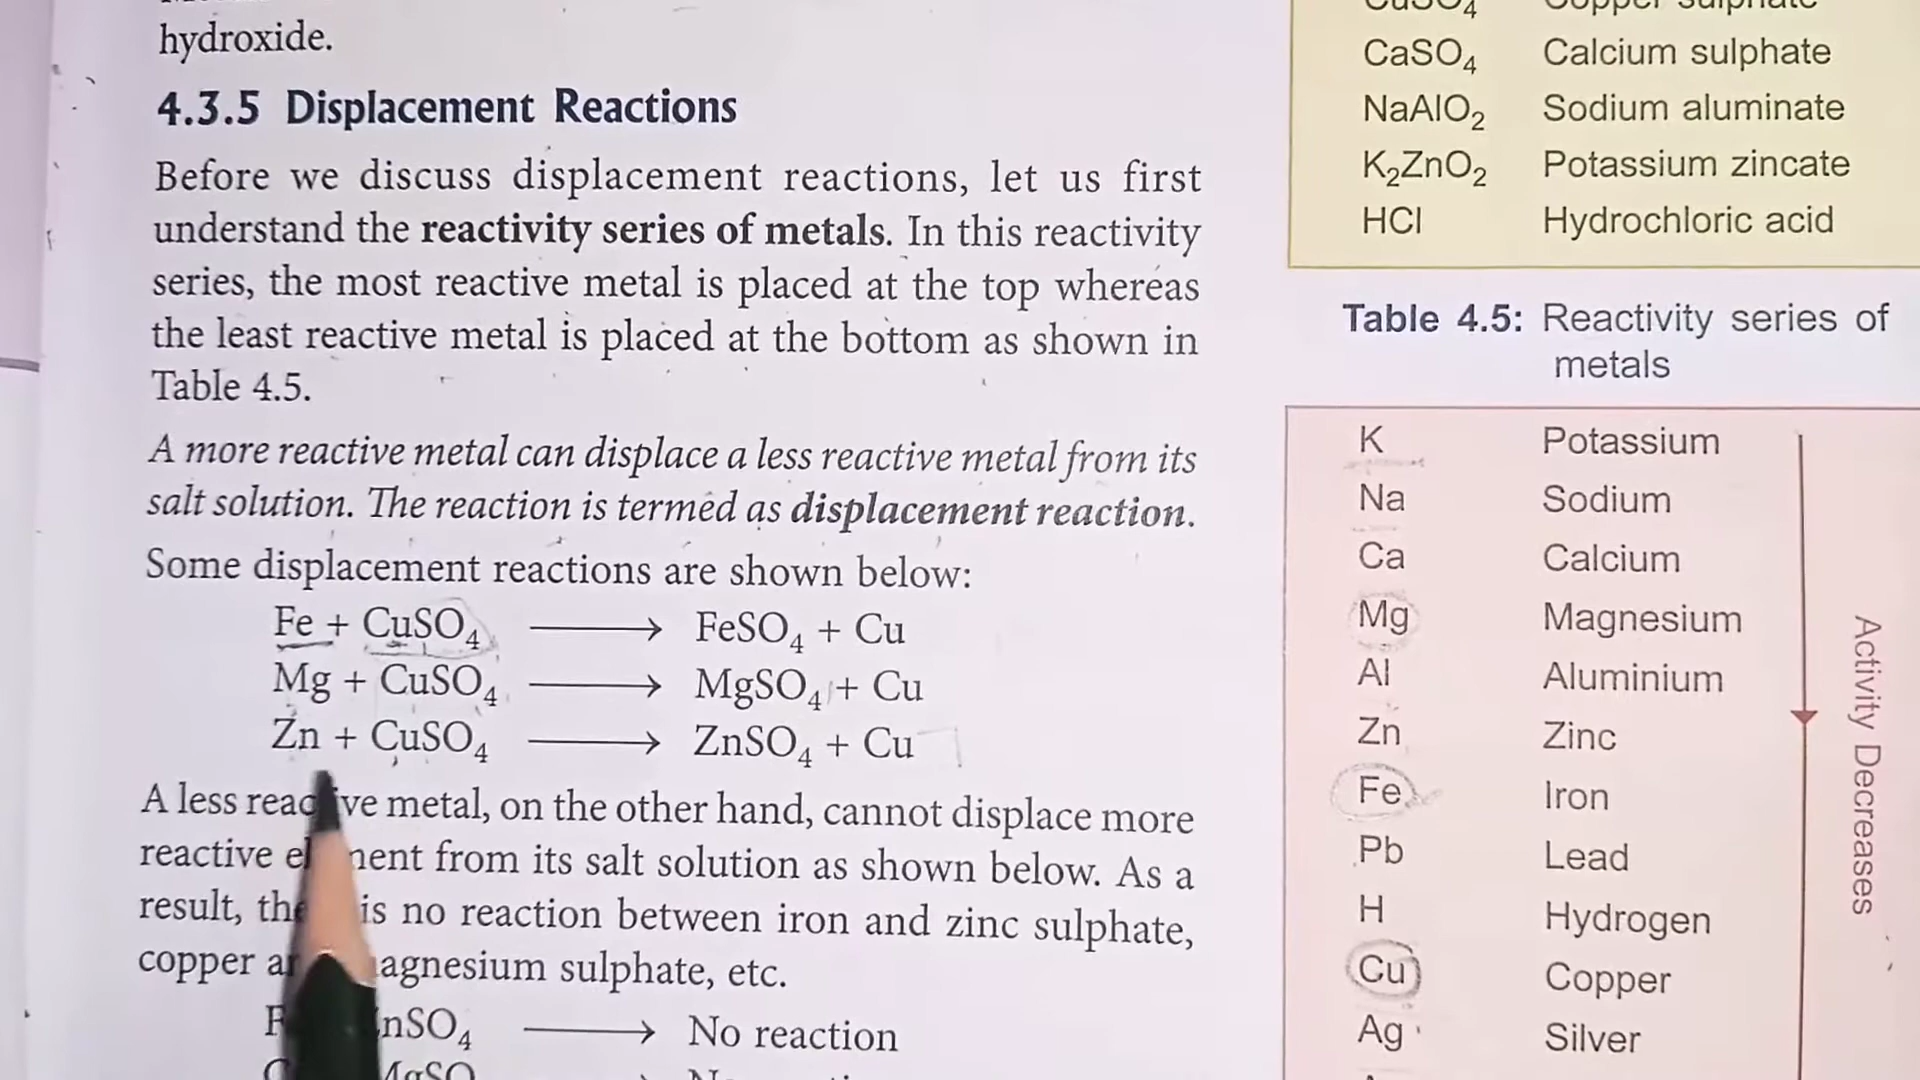 hydroxide.
4.3.5 Displacement Reactions
Before we discuss displacement reactions, let us first
understand the reactivity series of metals. In this reactivity
series, the most reactive metal is placed at the top whereas
the least reactive metal is placed at the bottom as shown in
Table 4.5.
A more reactive metal can displace a less reactive metal from its
salt solution. The reaction is termed as displacement reaction.
Some displacement reactions are shown below:
Fe + CuSO₄ ⟶ FeSO₄ + Cu
Mg + CuSO₄ ⟶ MgSO₄ + Cu
Zn + CuSO₄ ⟶ ZnSO₄ + Cu
A less reactive metal, on the other hand, cannot displace more
reactive element from its salt solution as shown below. As a
result, there is no reaction between iron and zinc sulphate,
copper and magnesium sulphate, etc.
nSO₄ ⟶ No reaction
CuSO₄ Copper sulphate
CaSO₄ Calcium sulphate
NaAlO₂ Sodium aluminate
K₂ZnO₂ Potassium zincate
HCl Hydrochloric acid
Table 4.5: Reactivity series of
metals
K Potassium
Na Sodium
Ca Calcium
Mg Magnesium
Al Aluminium
Zn Zinc
Fe Iron
Pb Lead
H Hydrogen
Cu Copper
Ag Silver
Activity Decreases